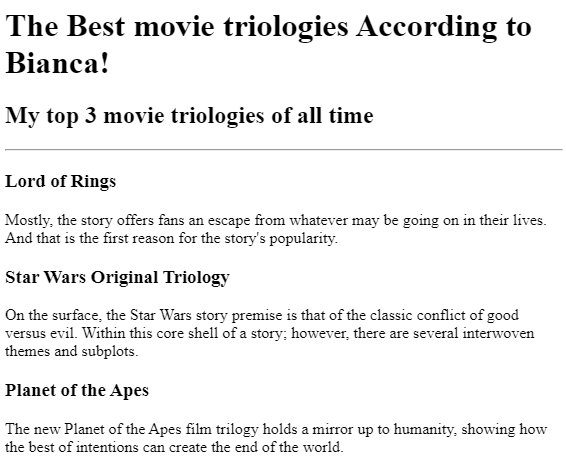 The Best movie triologies According to
Bianca!
My top 3 movie triologies of all time
Lord of Rings
Mostly, the story offers fans an escape from whatever may be going on in their lives.
And that is the first reason for the story's popularity.
Star Wars Original Triology
On the surface, the Star Wars story premise is that of the classic conflict of good
versus evil. Within this core shell of a story; however, there are several interwoven
themes and subplots.
Planet of the Apes
The new Planet of the Apes film trilogy holds a mirror up to humanity, showing how
the best of intentions can create the end of the world.